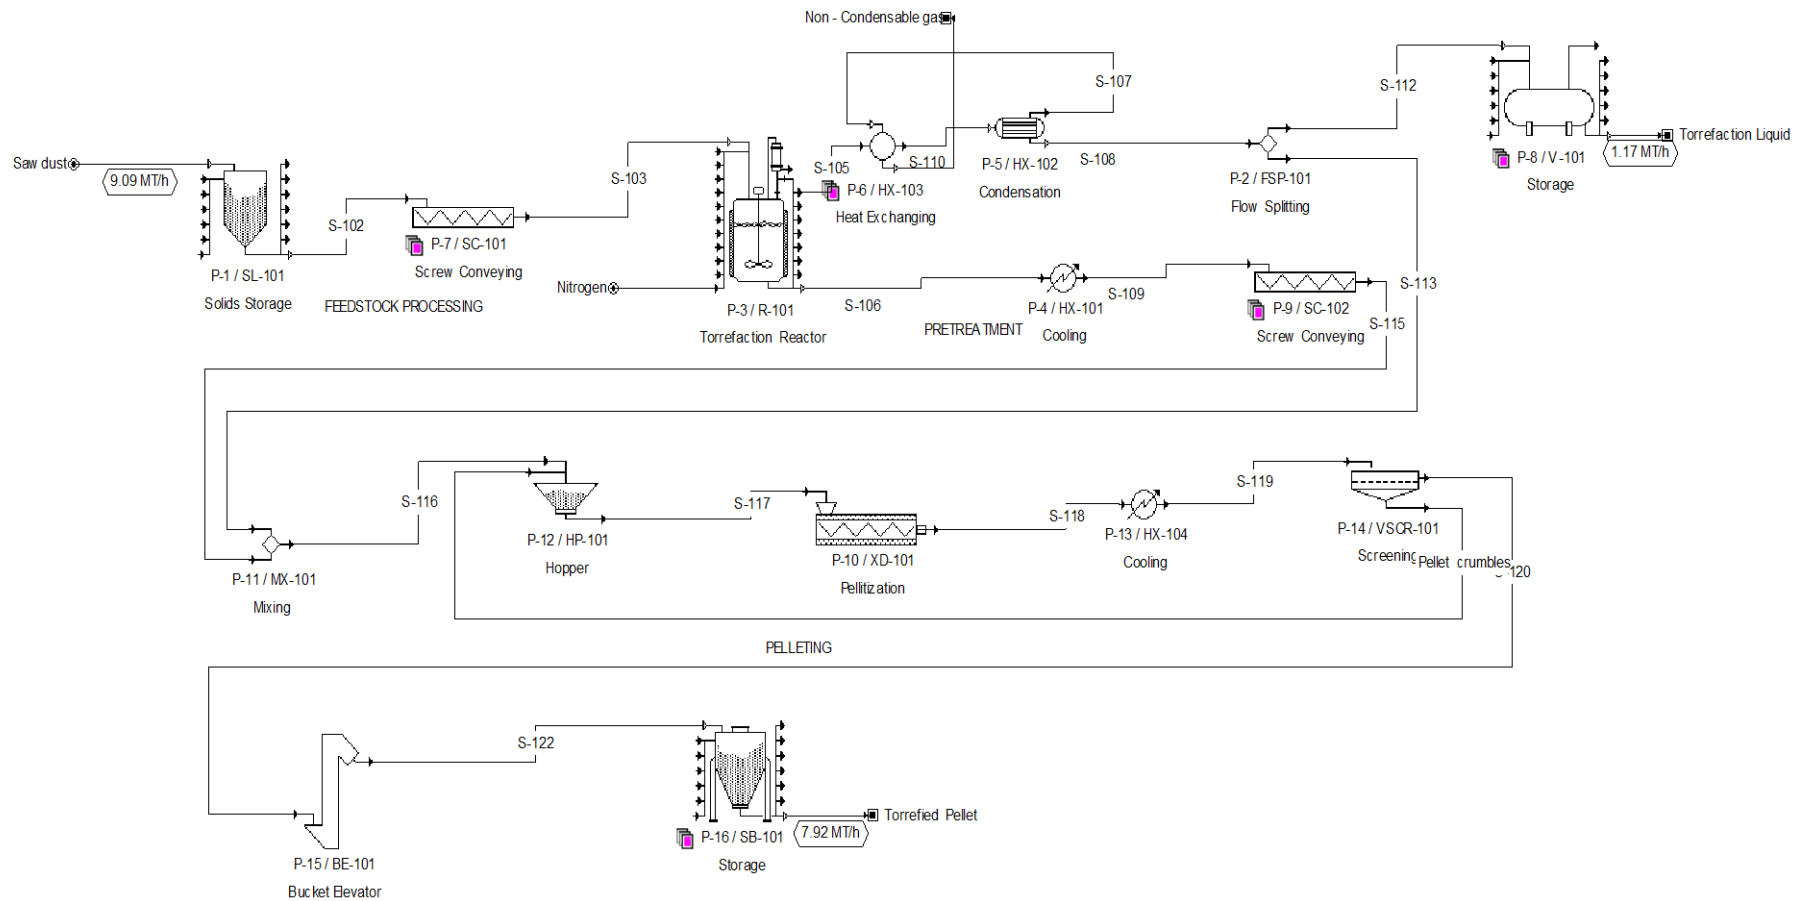 Non - Condensable gas
S-107
S-112
Saw dust
9.09 MT/h
S-103
S-105
S-110
P-5 / HX-102
Condensation
S-108
Torrefaction Liquid
1.17 MT/h
P-8 / V-101
Storage
P-6 / HX-103
Heat Exchanging
P-2 / FSP-101
Flow Splitting
S-102
P-7 / SC-101
Screw Conveying
P-1 / SL-101
Solids Storage
FEEDSTOCK PROCESSING
Nitrogen
P-3 / R-101
Torrefaction Reactor
S-106
PRETREATMENT
P-4 / HX-101
Cooling
S-109
P-9 / SC-102
Screw Conveying
S-113
S-115
S-116
P-12 / HP-101
Hopper
S-117
P-10 / XD-101
Pellitization
S-118
P-13 / HX-104
Cooling
S-119
P-14 / VSCR-101
Screening
Pellet crumbles
P-11 / MX-101
Mixing
PELLETING
S-122
P-15 / BE-101
Bucket Elevator
P-16 / SB-101
Storage
Torrefied Pellet
7.92 MT/h